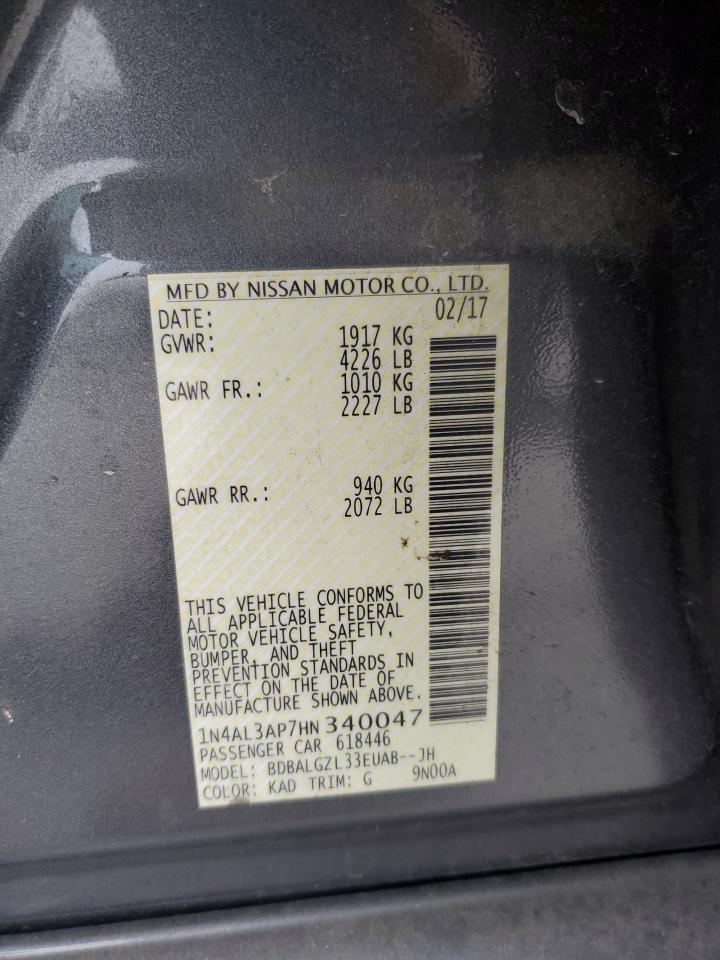 MFD BY NISSAN MOTOR CO., LTD.
DATE: 02/17
GVWR: 1917 KG
4226 LB
GAWR FR.: 1010 KG
2227 LB
GAWR RR.: 940 KG
2072 LB
THIS VEHICLE CONFORMS TO
ALL APPLICABLE FEDERAL
MOTOR VEHICLE SAFETY,
BUMPER, AND THEFT
PREVENTION STANDARDS IN
EFFECT ON THE DATE OF
MANUFACTURE SHOWN ABOVE.
1N4AL3AP7HN 340047
PASSENGER CAR 618446
MODEL: BDBALGZL33EUAB--JH
COLOR: KAD TRIM: G 9N00A